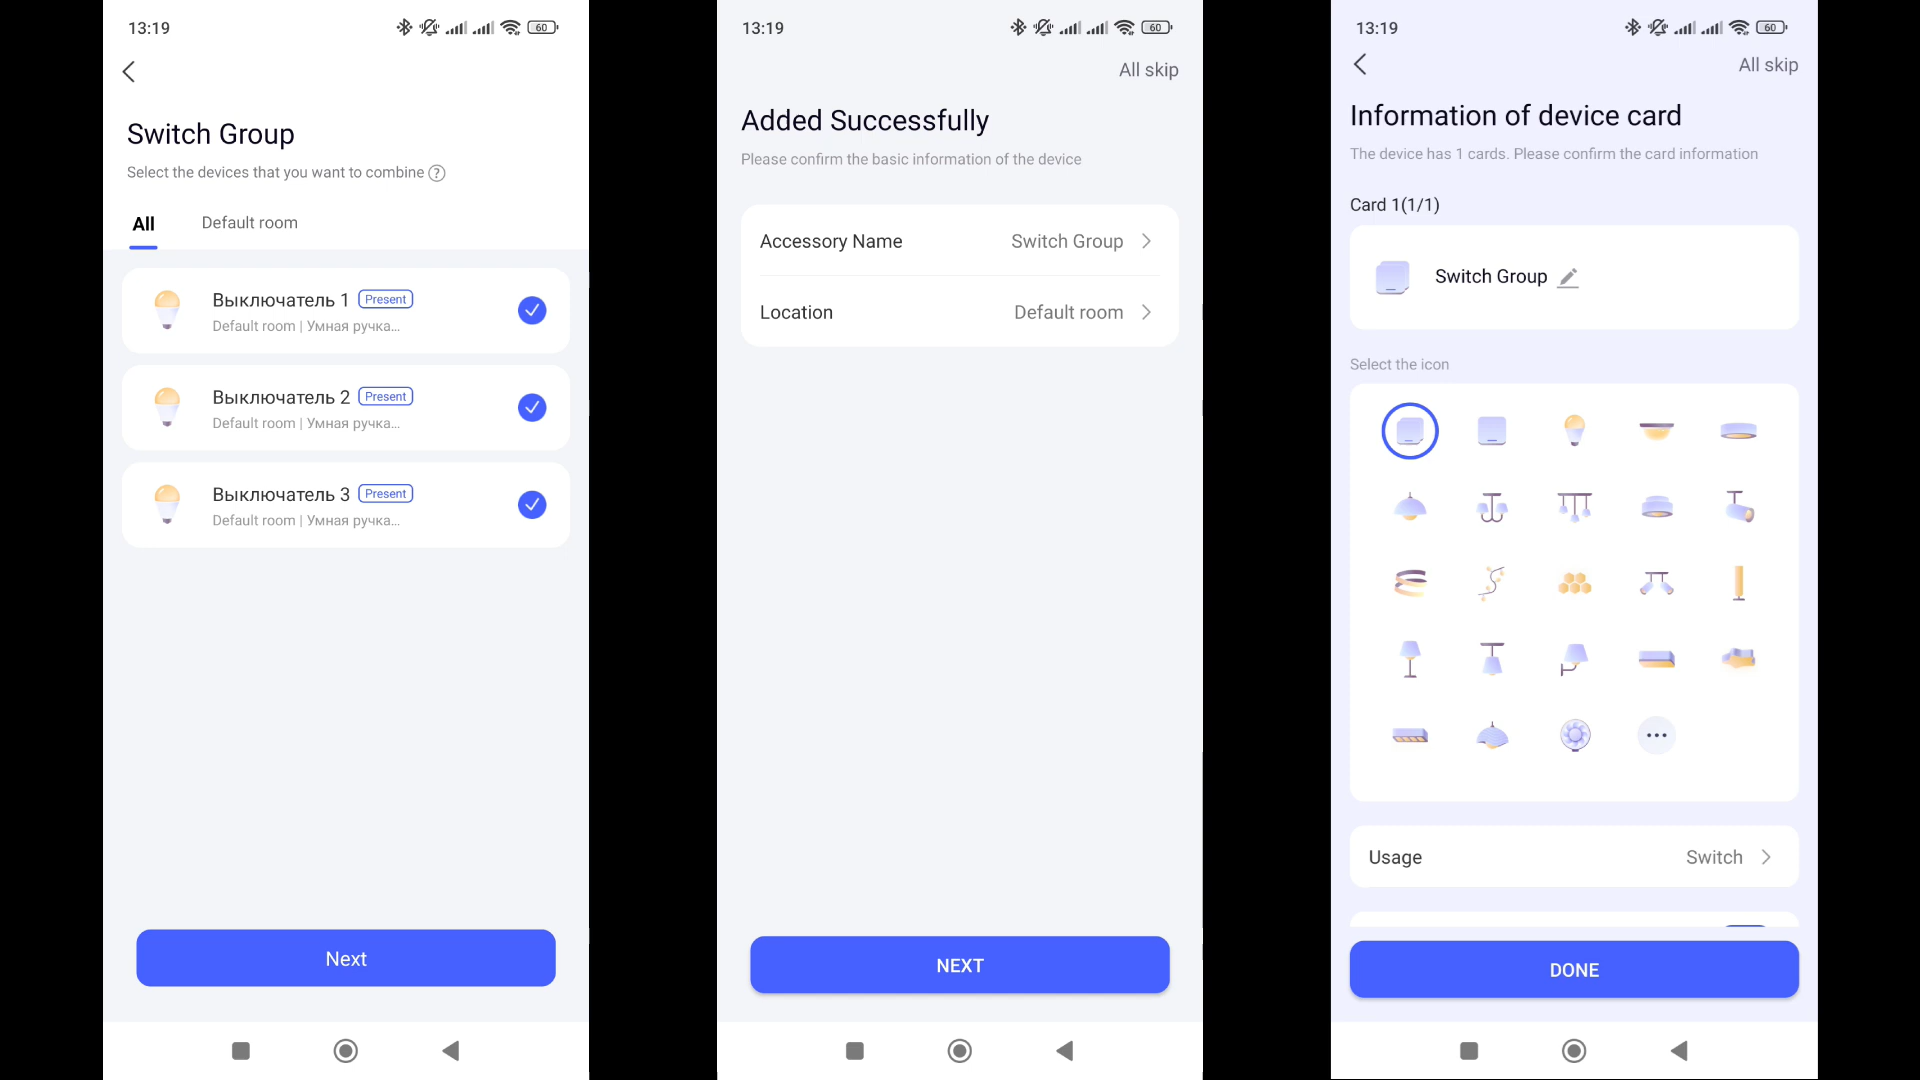 13:19
60
Switch Group
Select the devices that you want to combine ?
All
Default room
Выключатель 1 Present
Default room | Умная ручка...
Выключатель 2 Present
Default room | Умная ручка...
Выключатель 3 Present
Default room | Умная ручка...
Next
13:19
60
All skip
Added Successfully
Please confirm the basic information of the device
Accessory Name Switch Group
Location Default room
NEXT
13:19
60
All skip
Information of device card
The device has 1 cards. Please confirm the card information
Card 1(1/1)
Switch Group
Select the icon
Usage Switch
DONE